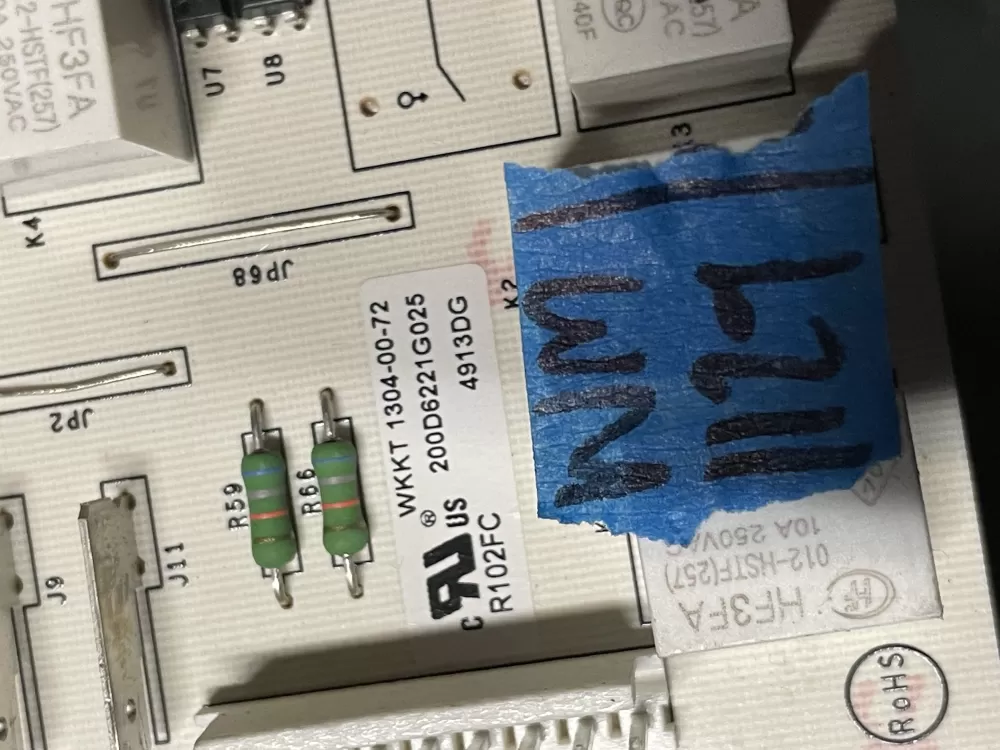 HF3FA
2-HSTF(257)
A 250VAC
U7
U8
K4
JP68
JP2
K2
WKKT 1304-00-72
200D6221G025
4913DG
R102FC
C
US
®
R59
R66
J9
J11
10A 250VAC
012-HSTF(257)
HF3FA
RoHS